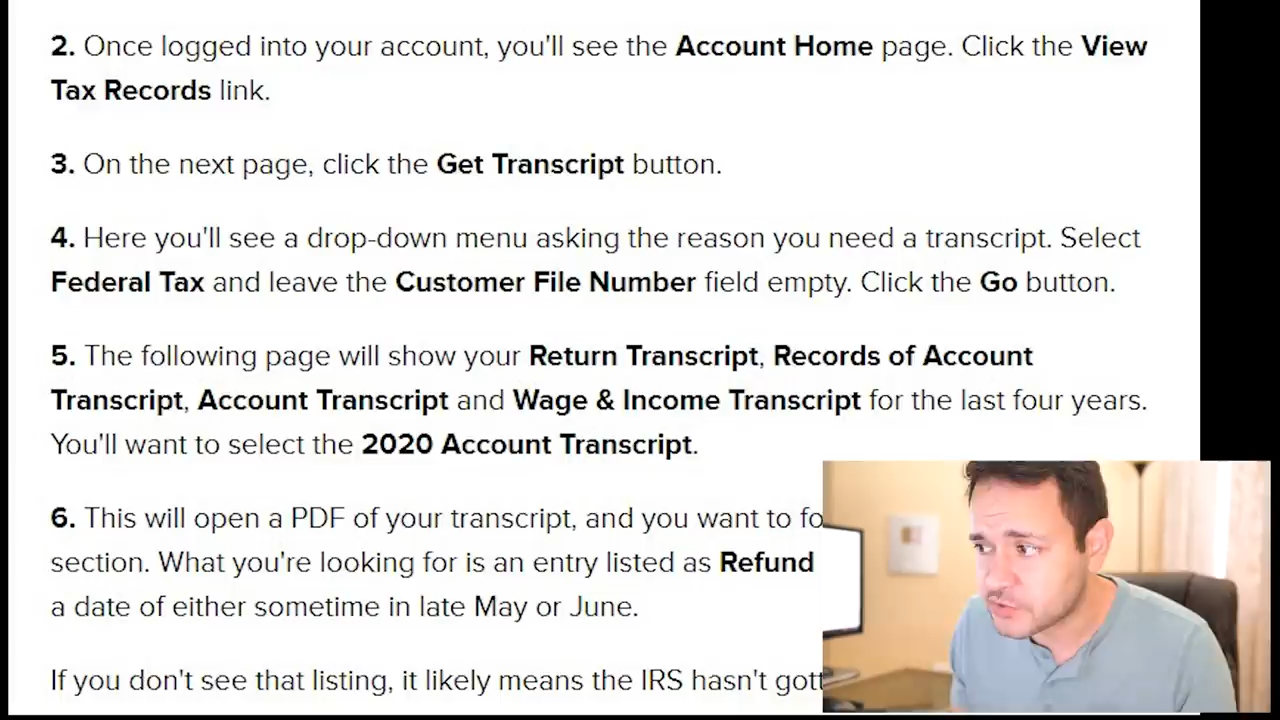 2. Once logged into your account, you'll see the Account Home page. Click the View
Tax Records link.
3. On the next page, click the Get Transcript button.
4. Here you'll see a drop-down menu asking the reason you need a transcript. Select
Federal Tax and leave the Customer File Number field empty. Click the Go button.
5. The following page will show your Return Transcript, Records of Account
Transcript, Account Transcript and Wage & Income Transcript for the last four years.
You'll want to select the 2020 Account Transcript.
6. This will open a PDF of your transcript, and you want to
section. What you're looking for is an entry listed as Refund
a date of either sometime in late May or June.
If you don't see that listing, it likely means the IRS hasn't